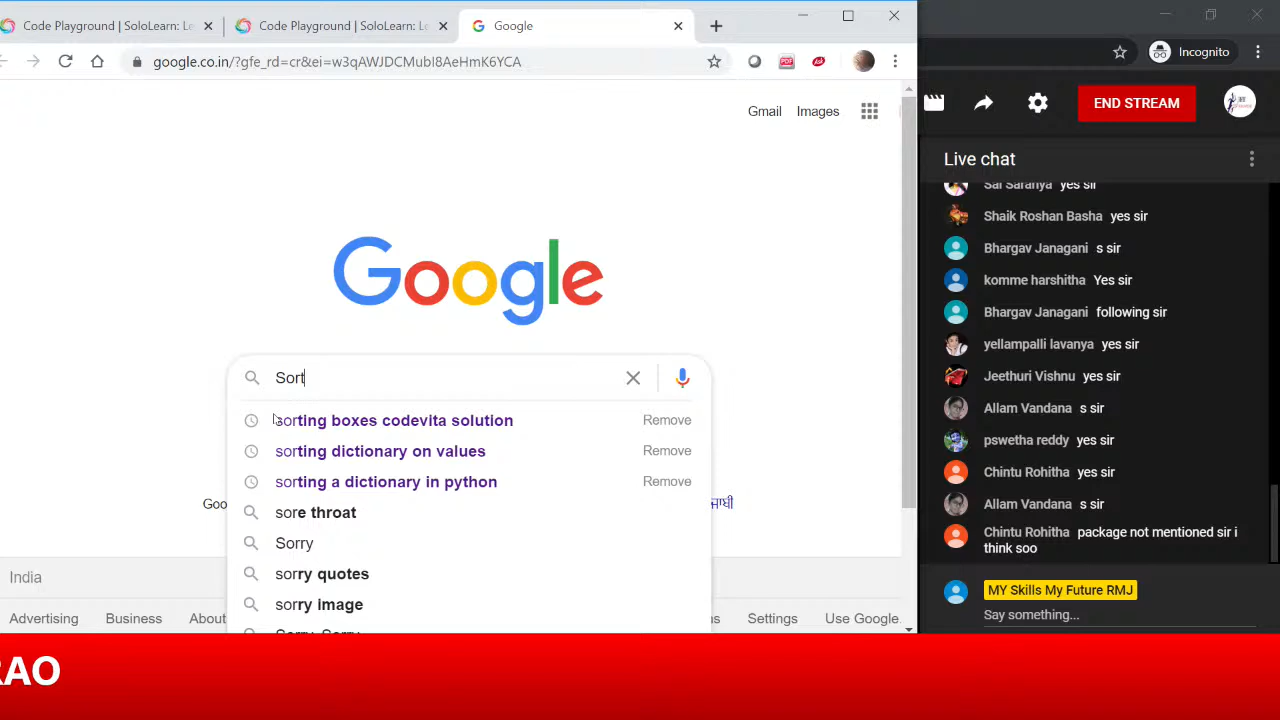 Code Playground | SoloLearn: Le
Code Playground | SoloLearn: Le
Google
google.co.in/?gfe_rd=cr&ei=w3qAWJDCMubl8AeHmK6YCA
Incognito
Gmail
Images
END STREAM
Google
Live chat
Sai Saranya yes sir
Shaik Roshan Basha yes sir
Bhargav Janagani s sir
komme harshitha Yes sir
Bhargav Janagani following sir
yellampalli lavanya yes sir
Jeethuri Vishnu yes sir
Allam Vandana s sir
pswetha reddy yes sir
Chintu Rohitha yes sir
Allam Vandana s sir
Chintu Rohitha package not mentioned sir i
think soo
MY Skills My Future RMJ
Say something...
Sort
sorting boxes codevita solution Remove
sorting dictionary on values Remove
sorting a dictionary in python Remove
sore throat
Sorry
sorry quotes
sorry image
Goo
ਜਾਬੀ
India
Advertising Business About
ns Settings Use Google.
RAO